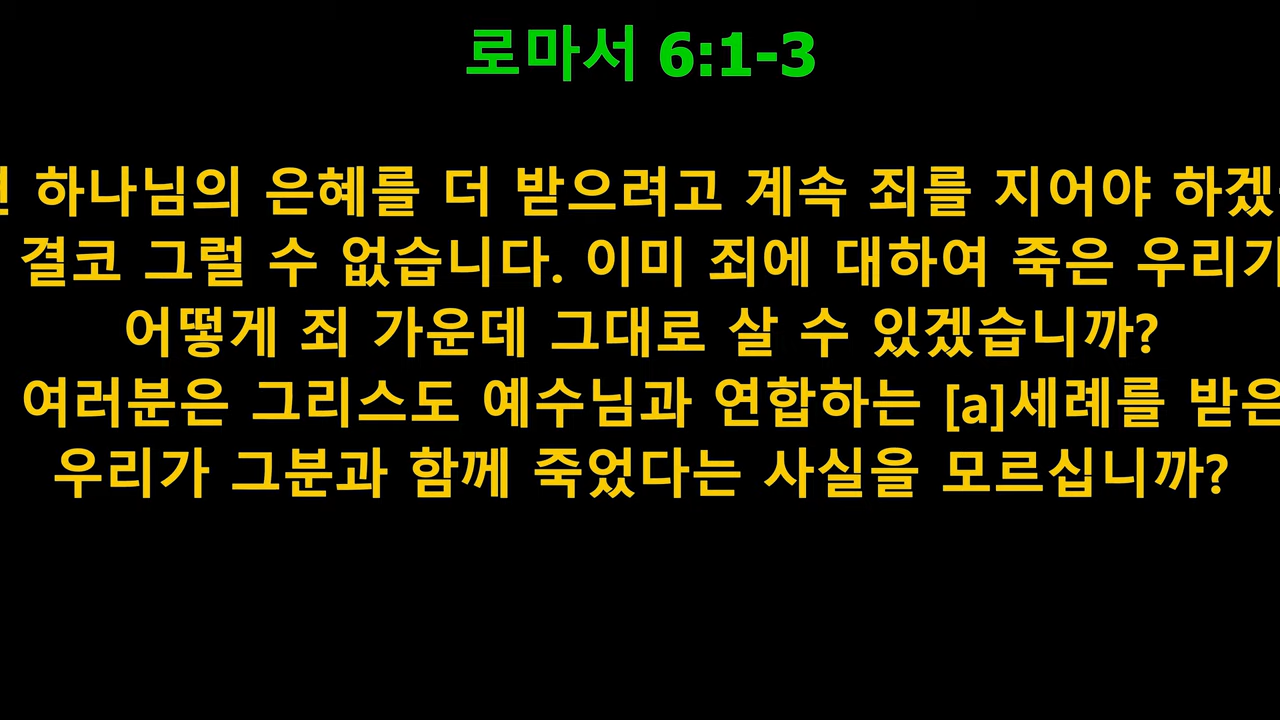 로마서 6:1-3
하나님의 은혜를 더 받으려고 계속 죄를 지어야
결코 그럴 수 없습니다. 이미 죄에 대하여 죽은 우리가
어떻게 죄 가운데 그대로 살 수 있겠습니까?
여러분은 그리스도 예수님과 연합하는 [a]세례를 받은
우리가 그분과 함께 죽었다는 사실을 모르십니까?